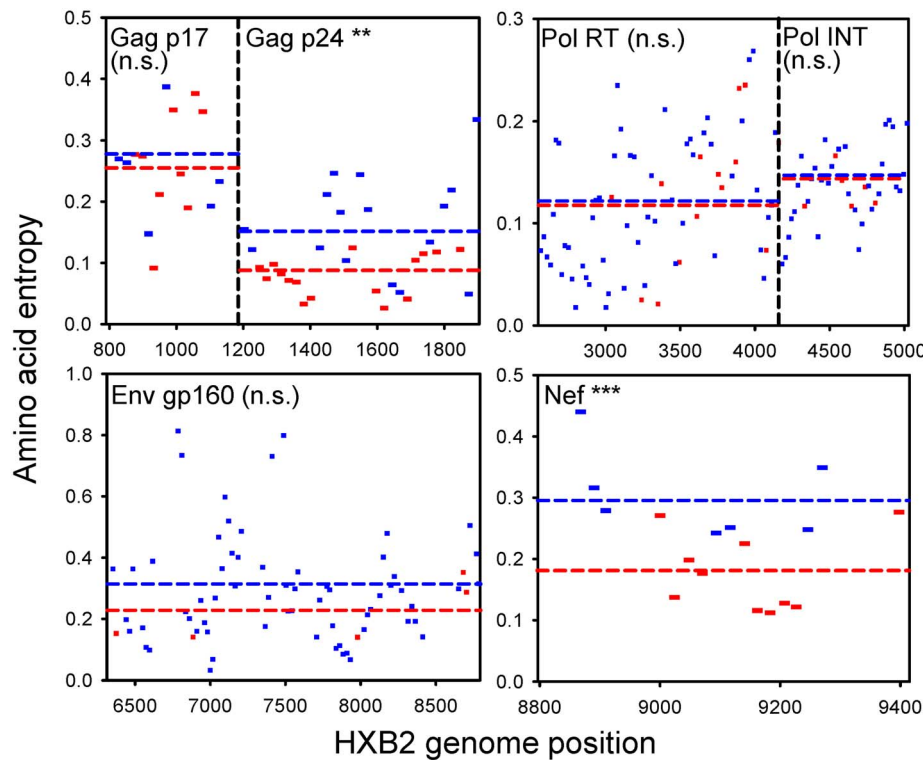 Amino acid entropy
Gag p17
(n.s.)
Gag p24 **
0.5
0.4
0.3
0.2
0.1
0.0
800 1000 1200 1400 1600 1800
Pol RT (n.s.)
Pol INT
(n.s.)
0.3
0.2
0.1
0.0
3000 3500 4000 4500 5000
Env gp160 (n.s.)
1.0
0.8
0.6
0.4
0.2
0.0
6500 7000 7500 8000 8500
Nef ***
0.5
0.4
0.3
0.2
0.1
0.0
8800 9000 9200 9400
HXB2 genome position